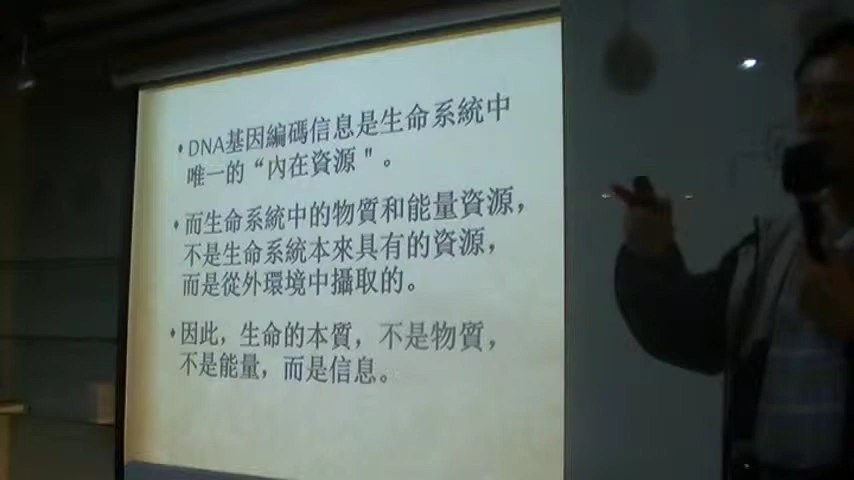 • DNA基因編碼信息是生命系統中
唯一的“內在資源"。
• 而生命系統中的物質和能量資源，
不是生命系統本來具有的資源，
而是從外環境中攝取的。
• 因此，生命的本質，不是物質，
不是能量，而是信息。